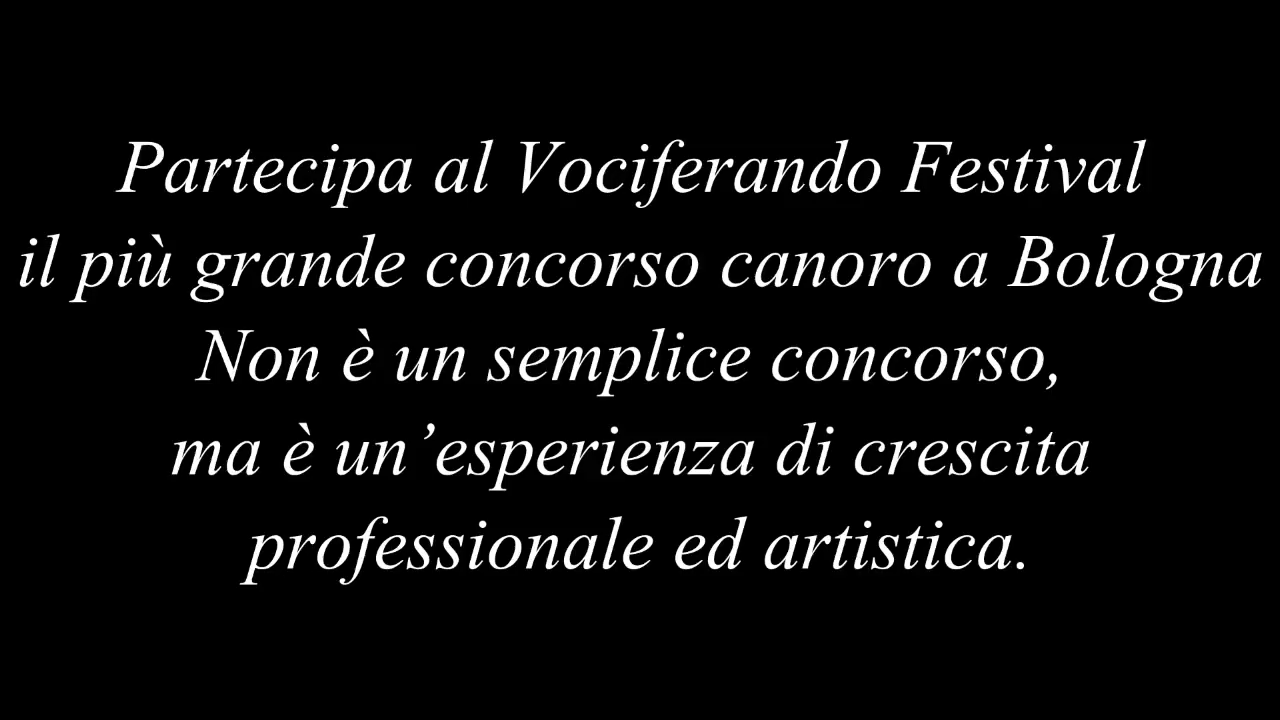 Partecipa al Vociferando Festival
il più grande concorso canoro a Bologna
Non è un semplice concorso,
ma è un’esperienza di crescita
professionale ed artistica.